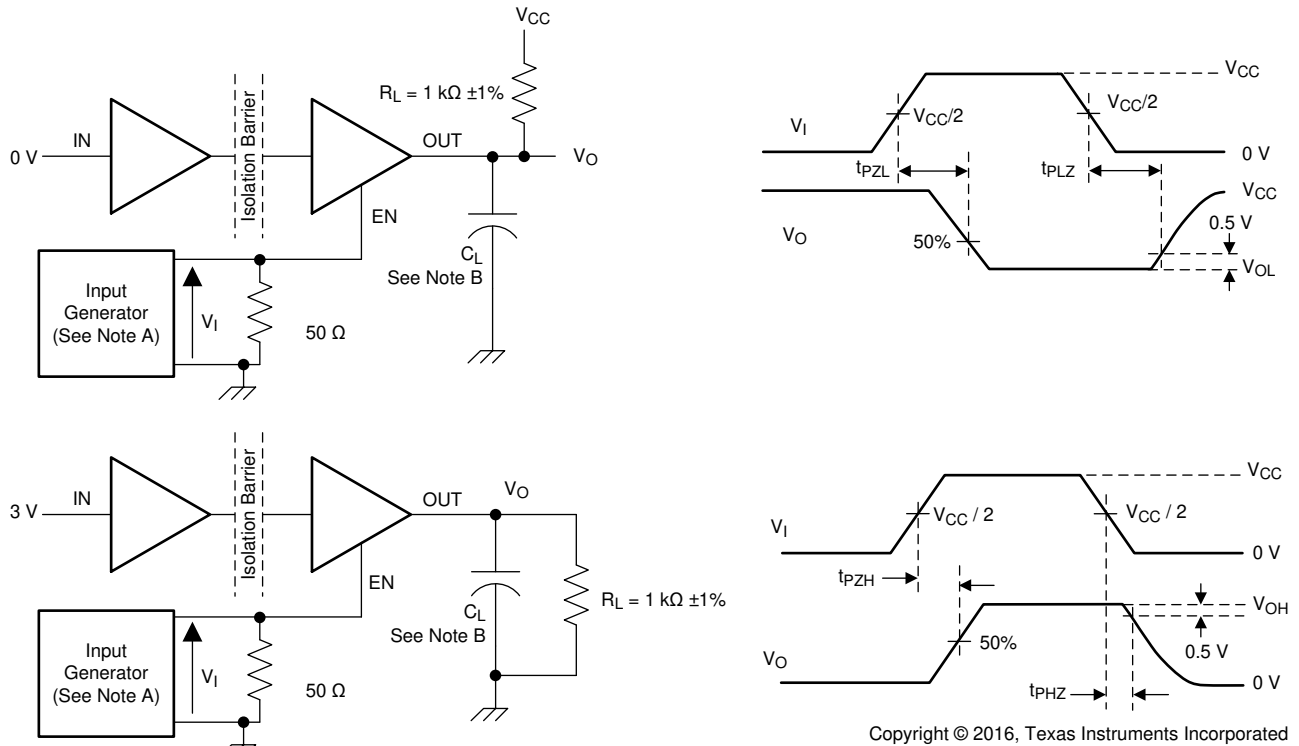 VCC
RL = 1 kΩ ±1%
0 V
IN
Isolation Barrier
OUT
VO
EN
CL
See Note B
Input
Generator
(See Note A)
VI
50 Ω
VI
VCC
VCC/2
VCC/2
0 V
tPZL
tPLZ
VO
50%
VCC
0.5 V
VOL
3 V
IN
Isolation Barrier
OUT
VO
EN
CL
See Note B
RL = 1 kΩ ±1%
Input
Generator
(See Note A)
VI
50 Ω
VI
VCC
VCC / 2
VCC / 2
0 V
tPZH
VO
50%
VOH
0.5 V
tPHZ
0 V
Copyright © 2016, Texas Instruments Incorporated